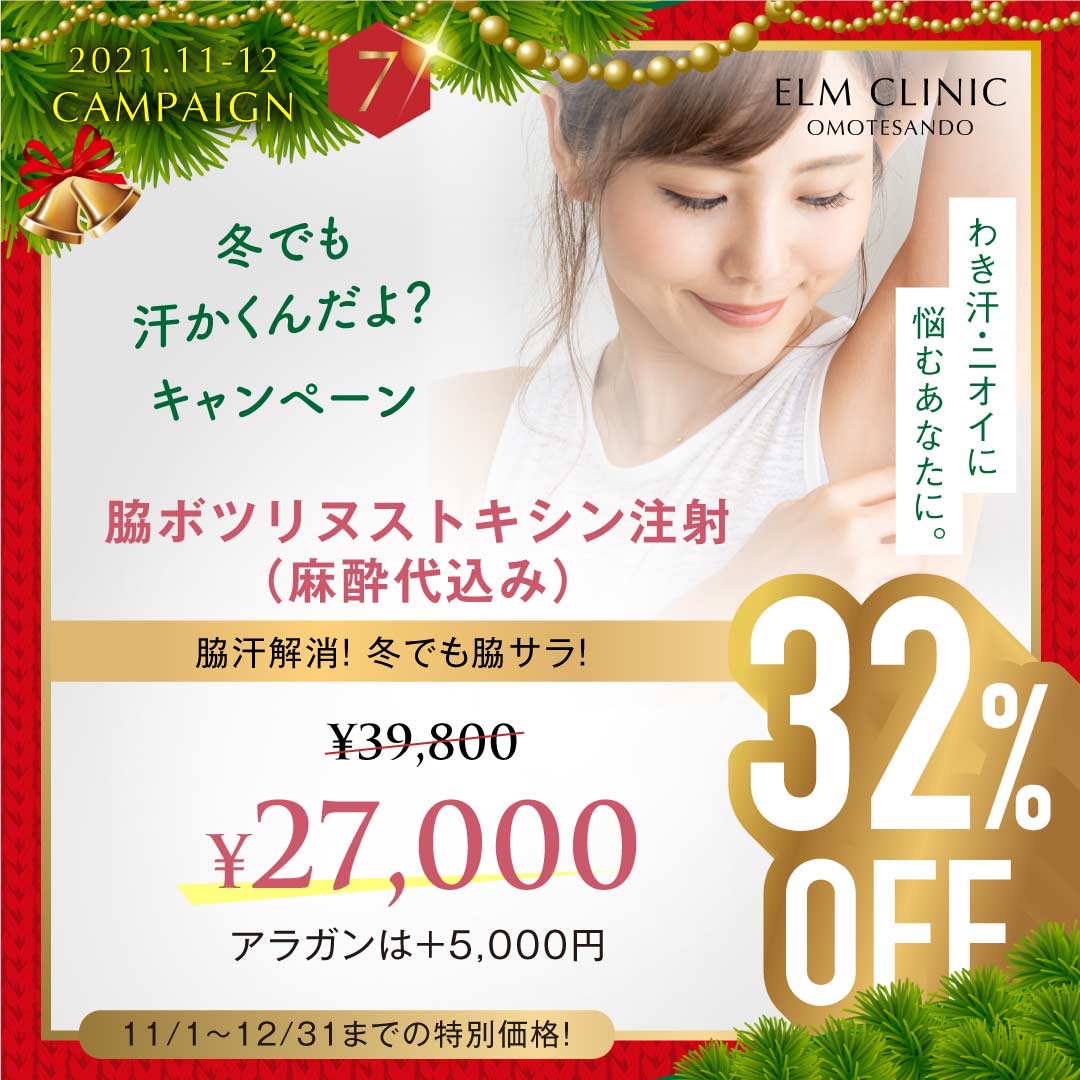 2021.11-12
CAMPAIGN
7
ELM CLINIC
OMOTESANDO
冬でも
汗かくんだよ?
キャンペーン
わき汗・ニオイに
悩むあなたに。
脇ボツリヌストキシン注射
（麻酔代込み）
脇汗解消! 冬でも脇サラ!
¥39,800
¥27,000
アラガンは+5,000円
32%
OFF
11/1～12/31までの特別価格!